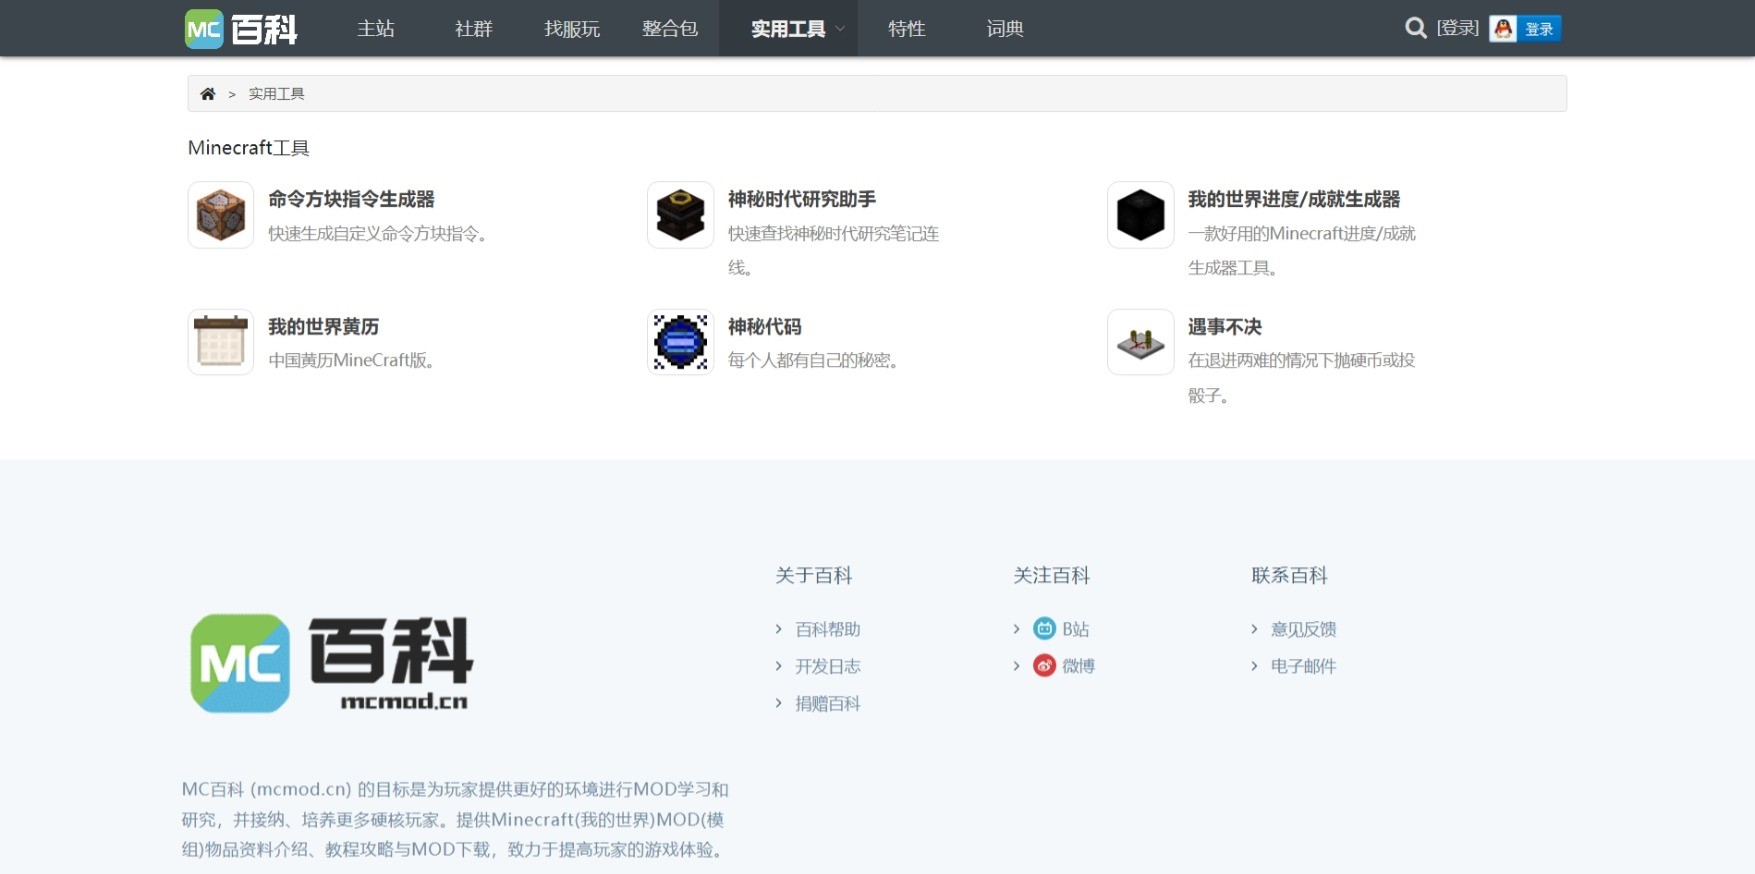 MC百科
主站
社群
找服玩
整合包
实用工具
特性
词典
[登录]
登录
> 实用工具
Minecraft工具
命令方块指令生成器
快速生成自定义命令方块指令。
神秘时代研究助手
快速查找神秘时代研究笔记连
线。
我的世界进度/成就生成器
一款好用的Minecraft进度/成就
生成器工具。
我的世界黄历
中国黄历MineCraft版。
神秘代码
每个人都有自己的秘密。
遇事不决
在退进两难的情况下抛硬币或投
骰子。
MC百科
mcmod.cn
MC百科 (mcmod.cn) 的目标是为玩家提供更好的环境进行MOD学习和
研究，并接纳、培养更多硬核玩家。提供Minecraft(我的世界)MOD(模
组)物品资料介绍、教程攻略与MOD下载，致力于提高玩家的游戏体验。
关于百科
百科帮助
开发日志
捐赠百科
关注百科
B站
微博
联系百科
意见反馈
电子邮件